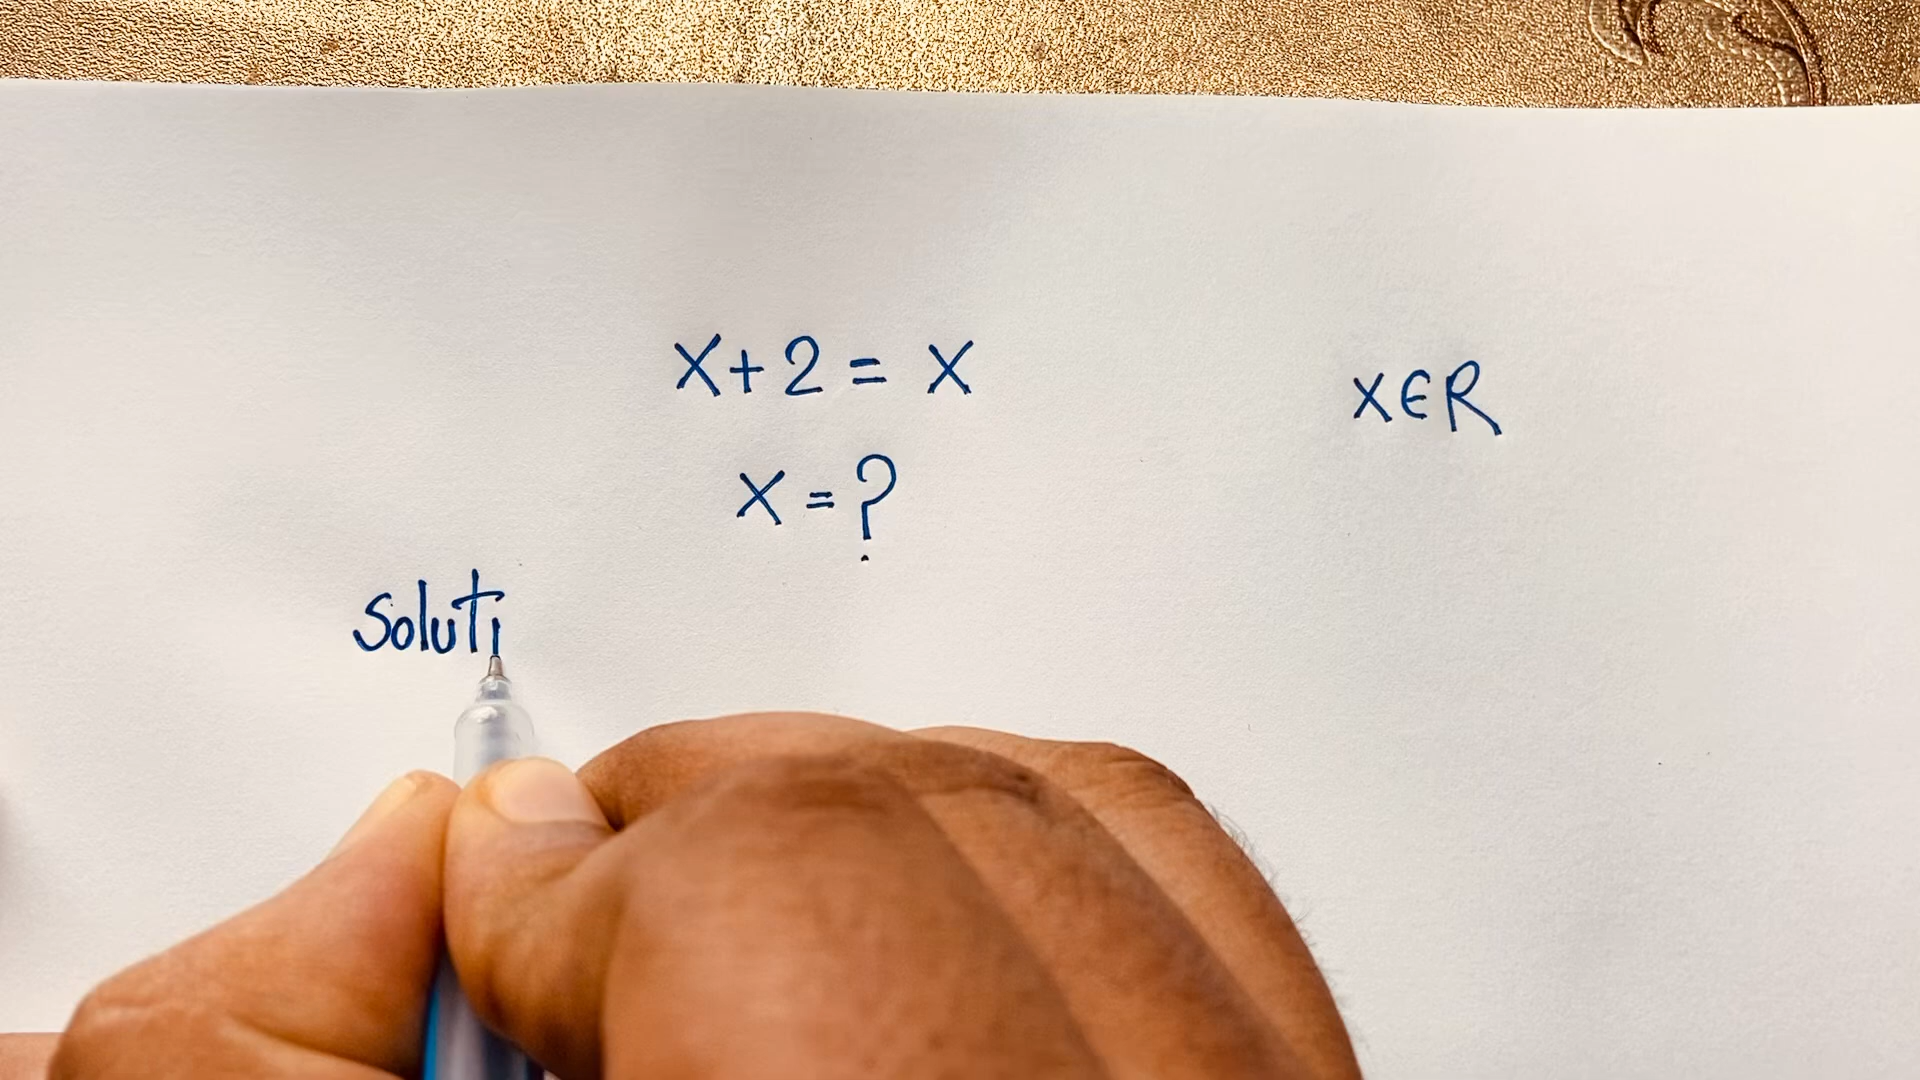 x+2 = x
x ∈ R
x = ?
Soluti